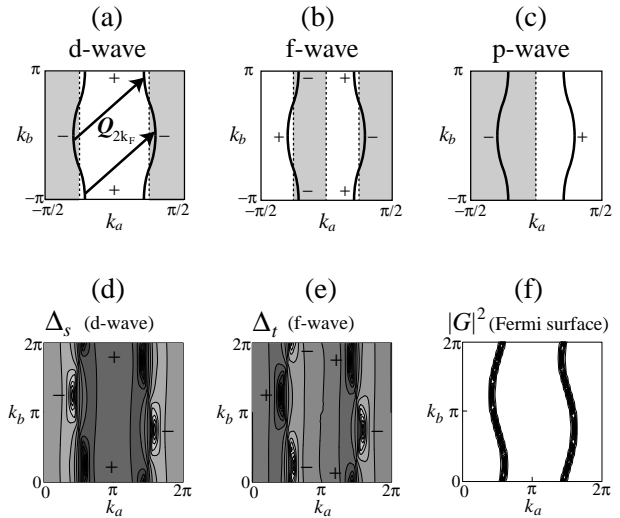 (a) (b) (c)
d-wave f-wave p-wave
π + π − + π
k_b − Q_{2k_F} − k_b + − k_b − +
−π + −π − + −π
−π/2 π/2 −π/2 π/2 −π/2 π/2
k_a k_a k_a
(d) (e) (f)
Δ_s (d-wave) Δ_t (f-wave) |G|² (Fermi surface)
2π + 2π − + 2π
k_b π − − k_b π + − k_b π
0 + 0 − + 0
0 π 2π 0 π 2π 0 π 2π
k_a k_a k_a